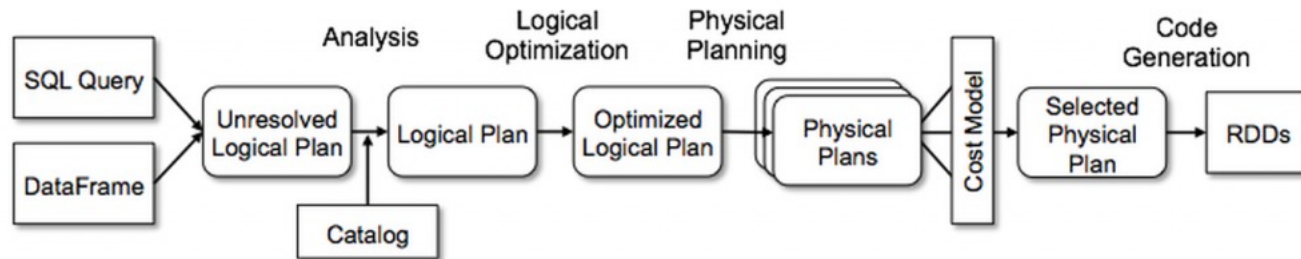 Analysis
Logical
Optimization
Physical
Planning
Code
Generation
SQL Query
DataFrame
Unresolved
Logical Plan
Catalog
Logical Plan
Optimized
Logical Plan
Physical
Plans
Cost Model
Selected
Physical
Plan
RDDs